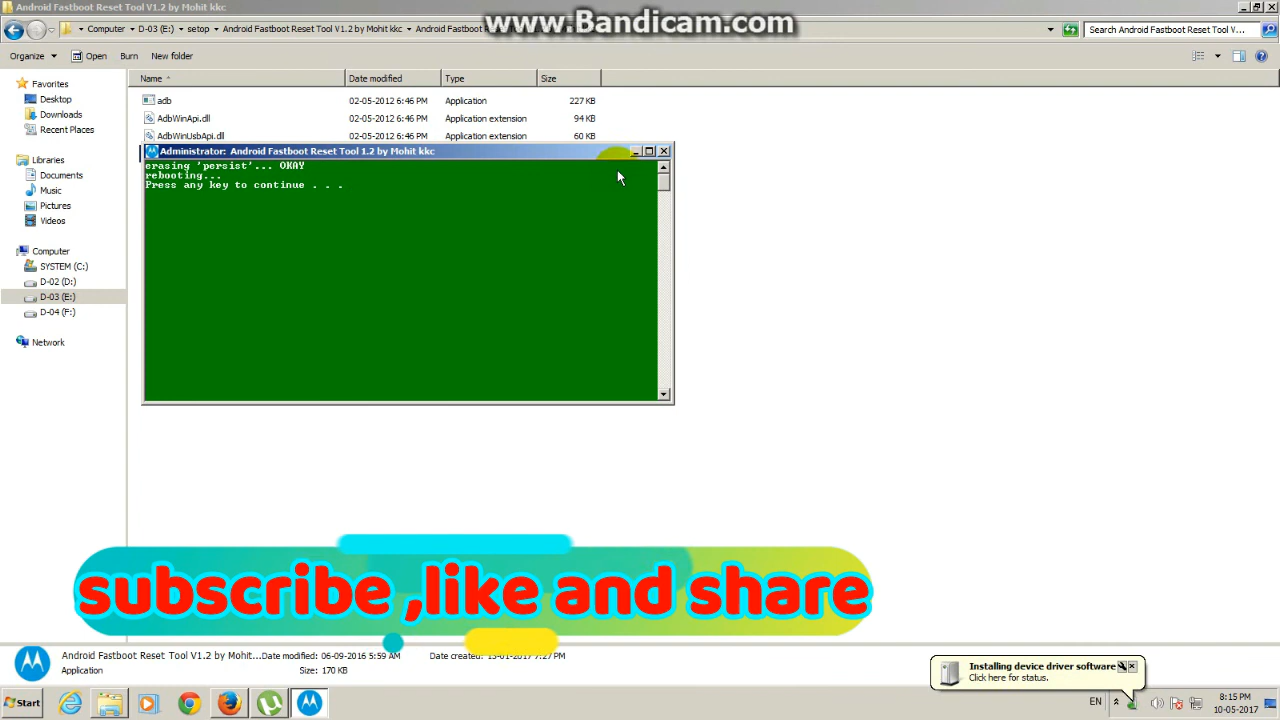 Android Fastboot Reset Tool V1.2 by Mohit kkc
www.Bandicam.com
Computer D-03 (E:) setop Android Fastboot Reset Tool V1.2 by Mohit kkc
Search Android Fastboot Reset Tool V...
Organize Open Burn New folder
Name Date modified Type Size
Favorites
Desktop
Downloads
Recent Places
Libraries
Documents
Music
Pictures
Videos
Computer
SYSTEM (C:)
D-02 (D:)
D-03 (E:)
D-04 (F:)
Network
adb 02-05-2012 6:46 PM Application 227 KB
AdbWinApi.dll 02-05-2012 6:46 PM Application extension 94 KB
AdbWinUsbApi.dll 02-05-2012 6:46 PM Application extension 60 KB
Administrator: Android Fastboot Reset Tool 1.2 by Mohit kkc
erasing 'persist'... OKAY
rebooting...
Press any key to continue . . .
subscribe ,like and share
Android Fastboot Reset Tool V1.2 by Mohit... Date modified: 06-09-2016 5:59 AM Date created: 7:27 PM
Application Size: 170 KB
Installing device driver software
Click here for status.
Start
EN
8:15 PM
10-05-2017